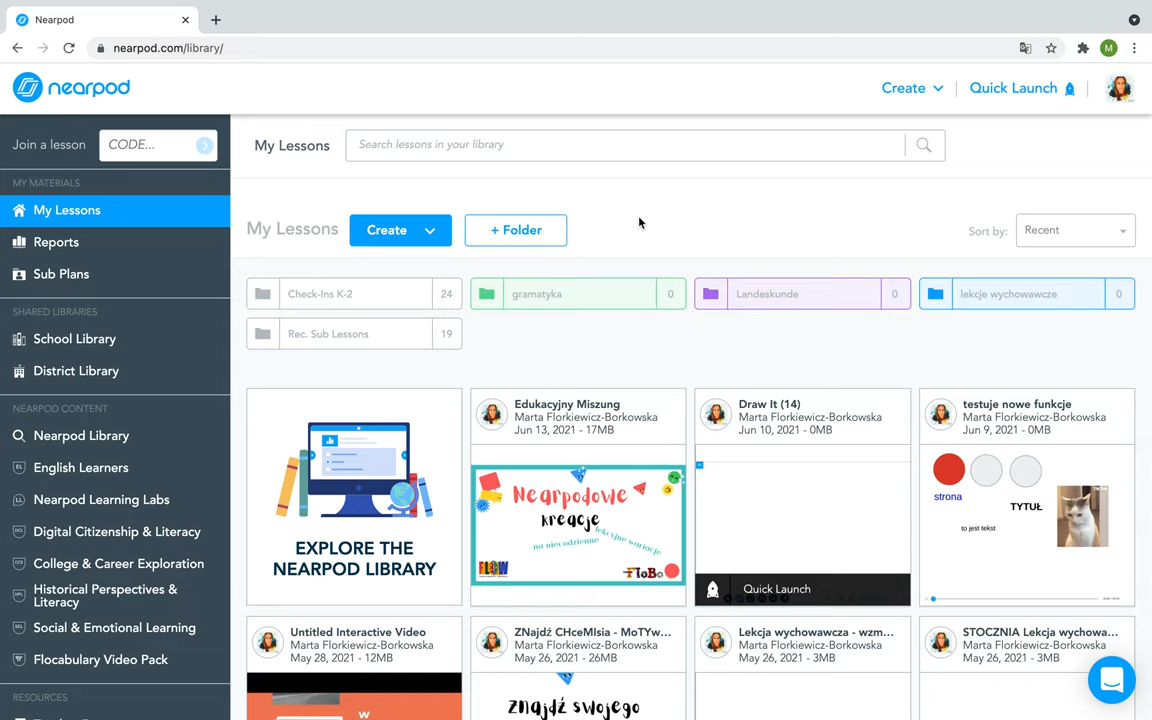 Nearpod
nearpod.com/library/
M
nearpod
Create
Quick Launch
Join a lesson
CODE...
My Lessons
Search lessons in your library
MY MATERIALS
My Lessons
Reports
Sub Plans
SHARED LIBRARIES
School Library
District Library
NEARPOD CONTENT
Nearpod Library
English Learners
Nearpod Learning Labs
Digital Citizenship & Literacy
College & Career Exploration
Historical Perspectives &
Literacy
Social & Emotional Learning
Flocabulary Video Pack
RESOURCES
My Lessons
Create
+ Folder
Sort by:
Recent
Check-Ins K-2
24
gramatyka
0
Landeskunde
0
lekcje wychowawcze
0
Rec. Sub Lessons
19
EXPLORE THE
NEARPOD LIBRARY
Edukacyjny Miszung
Marta Florkiewicz-Borkowska
Jun 13, 2021 - 17MB
Nearpodowe
kreacje
lekcyjne wariacje
na niecodzienne
FLOW
FloBo
Draw It (14)
Marta Florkiewicz-Borkowska
Jun 10, 2021 - 0MB
Quick Launch
testuje nowe funkcje
Marta Florkiewicz-Borkowska
Jun 9, 2021 - 0MB
strona
TYTUŁ
to jest tekst
Untitled Interactive Video
Marta Florkiewicz-Borkowska
May 28, 2021 - 12MB
W
ZNajdź CHceMIsia - MoTYw...
Marta Florkiewicz-Borkowska
May 26, 2021 - 26MB
Znajdź swojego
Lekcja wychowawcza - wzm...
Marta Florkiewicz-Borkowska
May 26, 2021 - 3MB
STOCZNIA Lekcja wychowa...
Marta Florkiewicz-Borkowska
May 26, 2021 - 3MB